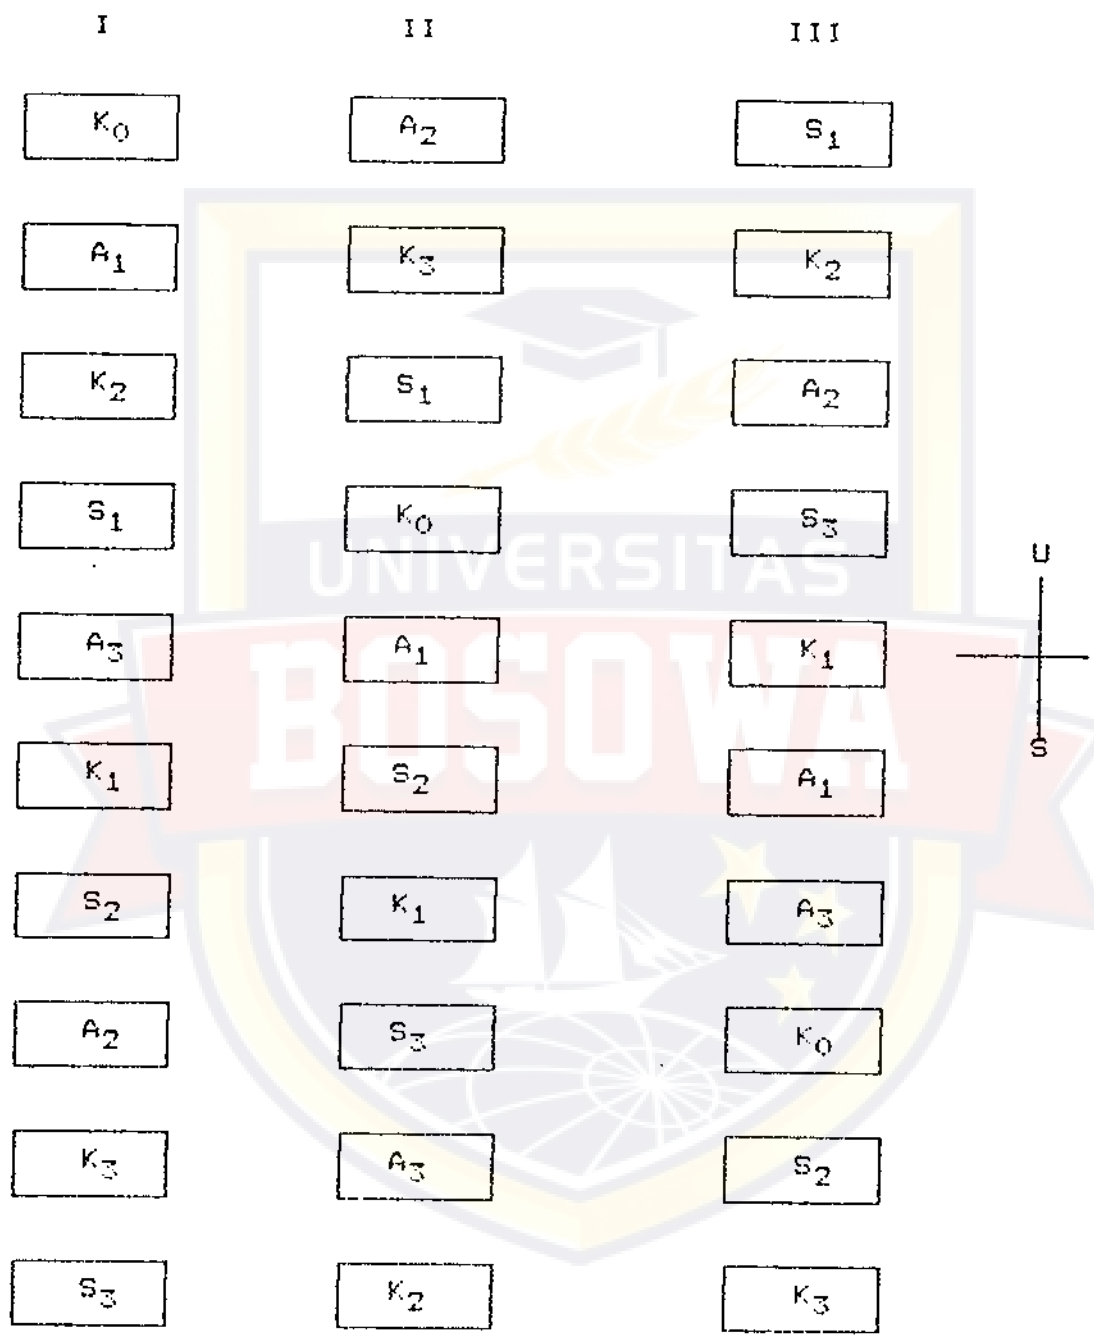 I II III
K0 A2 S1
A1 K3 K2
K2 S1 A2
S1 K0 S3
U
A3 A1 K1
K1 S2 A1
S
S2 K1 A3
A2 S3 K0
K3 A3 S2
S3 K2 K3
UNIVERSITAS
BOSOWA